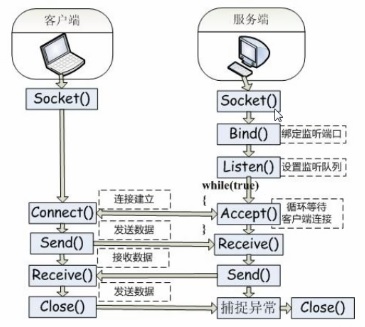 客户端
服务端
Socket()
Socket()
Bind()
绑定监听端口
Listen()
设置监听队列
while(true)
{
连接建立
Connect()
Accept()
循环等待
客户端连接
发送数据
}
Send()
Receive()
接收数据
Receive()
Send()
发送数据
Close()
捕捉异常
Close()